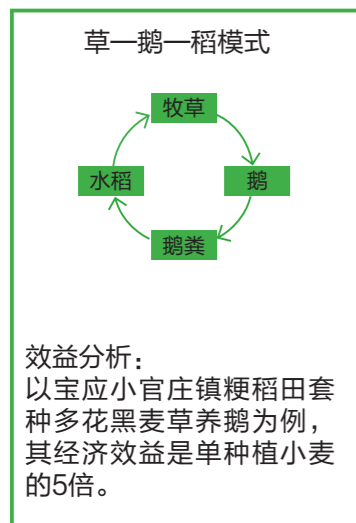 草—鹅—稻模式
牧草
水稻
鹅
鹅粪
效益分析：
以宝应小官庄镇粳稻田套
种多花黑麦草养鹅为例，
其经济效益是单种植小麦
的5倍。